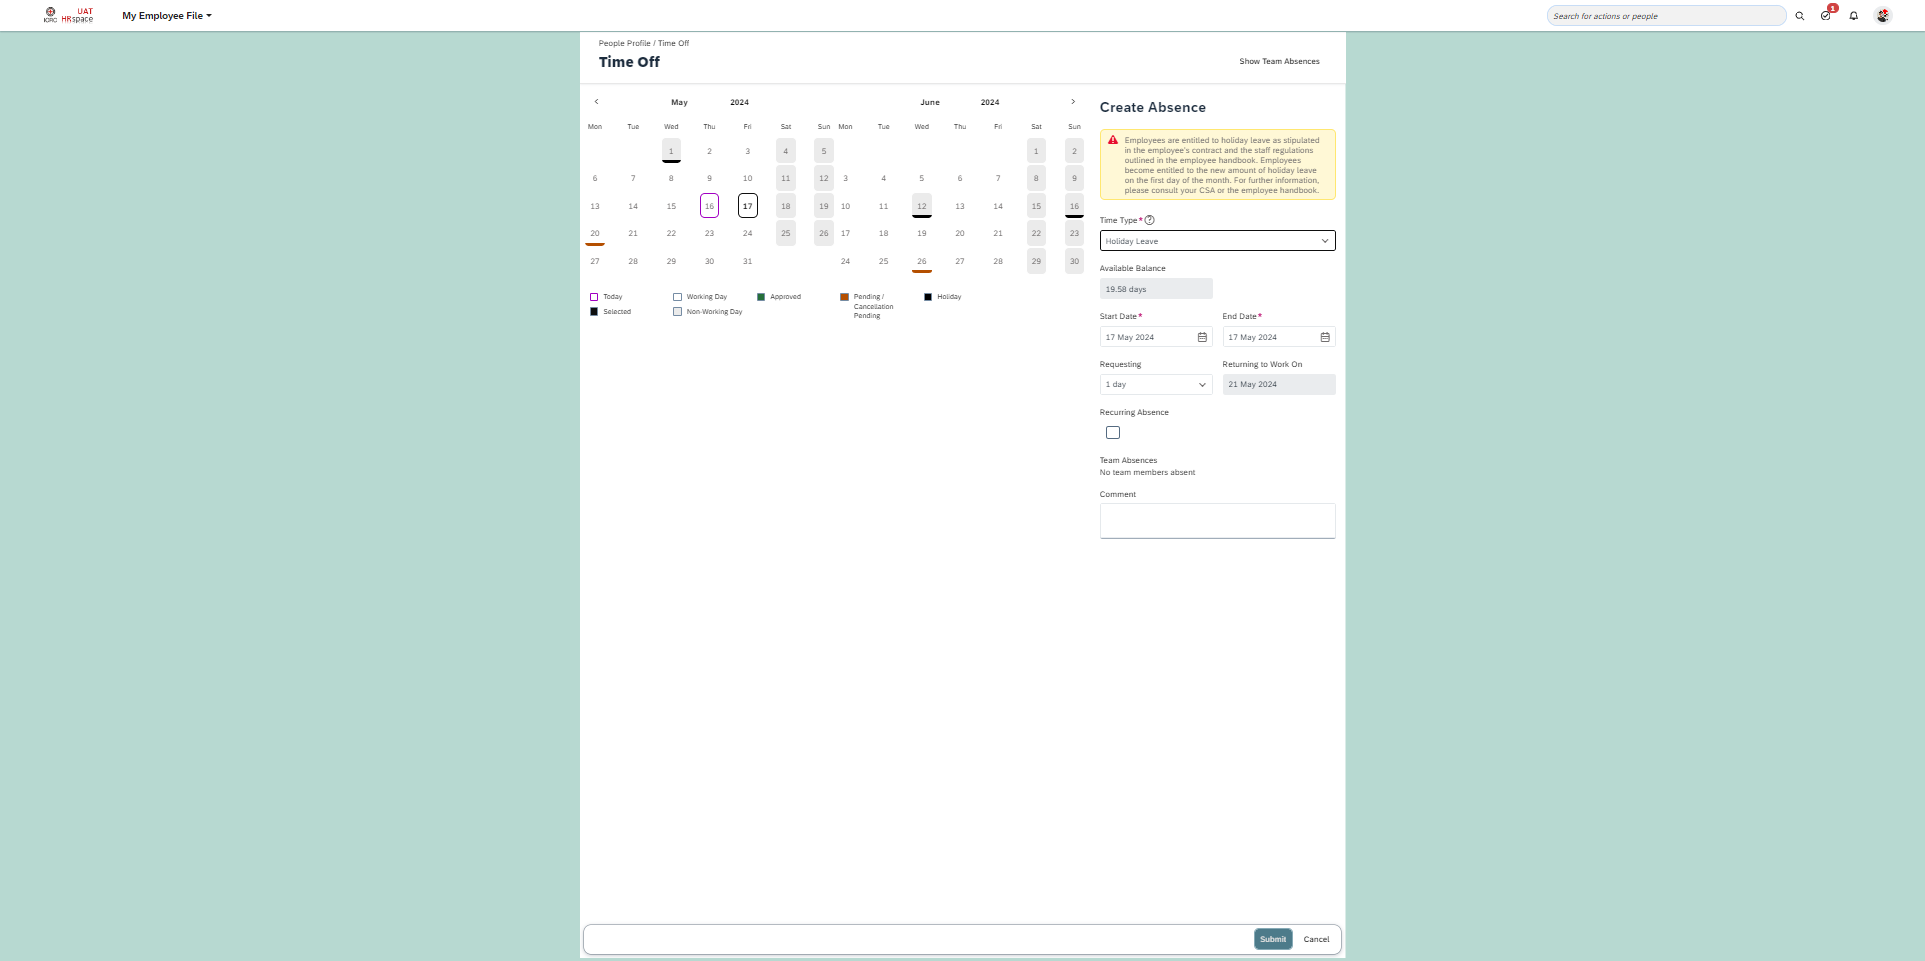 ICRC
UAT
HRspace
My Employee File
Search for actions or people
1
People Profile / Time Off
Time Off
Show Team Absences
May 2024
June 2024
Mon Tue Wed Thu Fri Sat Sun Mon Tue Wed Thu Fri Sat Sun
1 2 3 4 5 1 2
6 7 8 9 10 11 12 3 4 5 6 7 8 9
13 14 15 16 17 18 19 10 11 12 13 14 15 16
20 21 22 23 24 25 26 17 18 19 20 21 22 23
27 28 29 30 31 24 25 26 27 28 29 30
Today
Working Day
Approved
Pending /
Cancellation
Pending
Holiday
Selected
Non-Working Day
Create Absence
Employees are entitled to holiday leave as stipulated
in the employee's contract and the staff regulations
outlined in the employee handbook. Employees
become entitled to the new amount of holiday leave
on the first day of the month. For further information,
please consult your CSA or the employee handbook.
Time Type*
Holiday Leave
Available Balance
19.58 days
Start Date* End Date*
17 May 2024 17 May 2024
Requesting Returning to Work On
1 day 21 May 2024
Recurring Absence
Team Absences
No team members absent
Comment
Submit Cancel